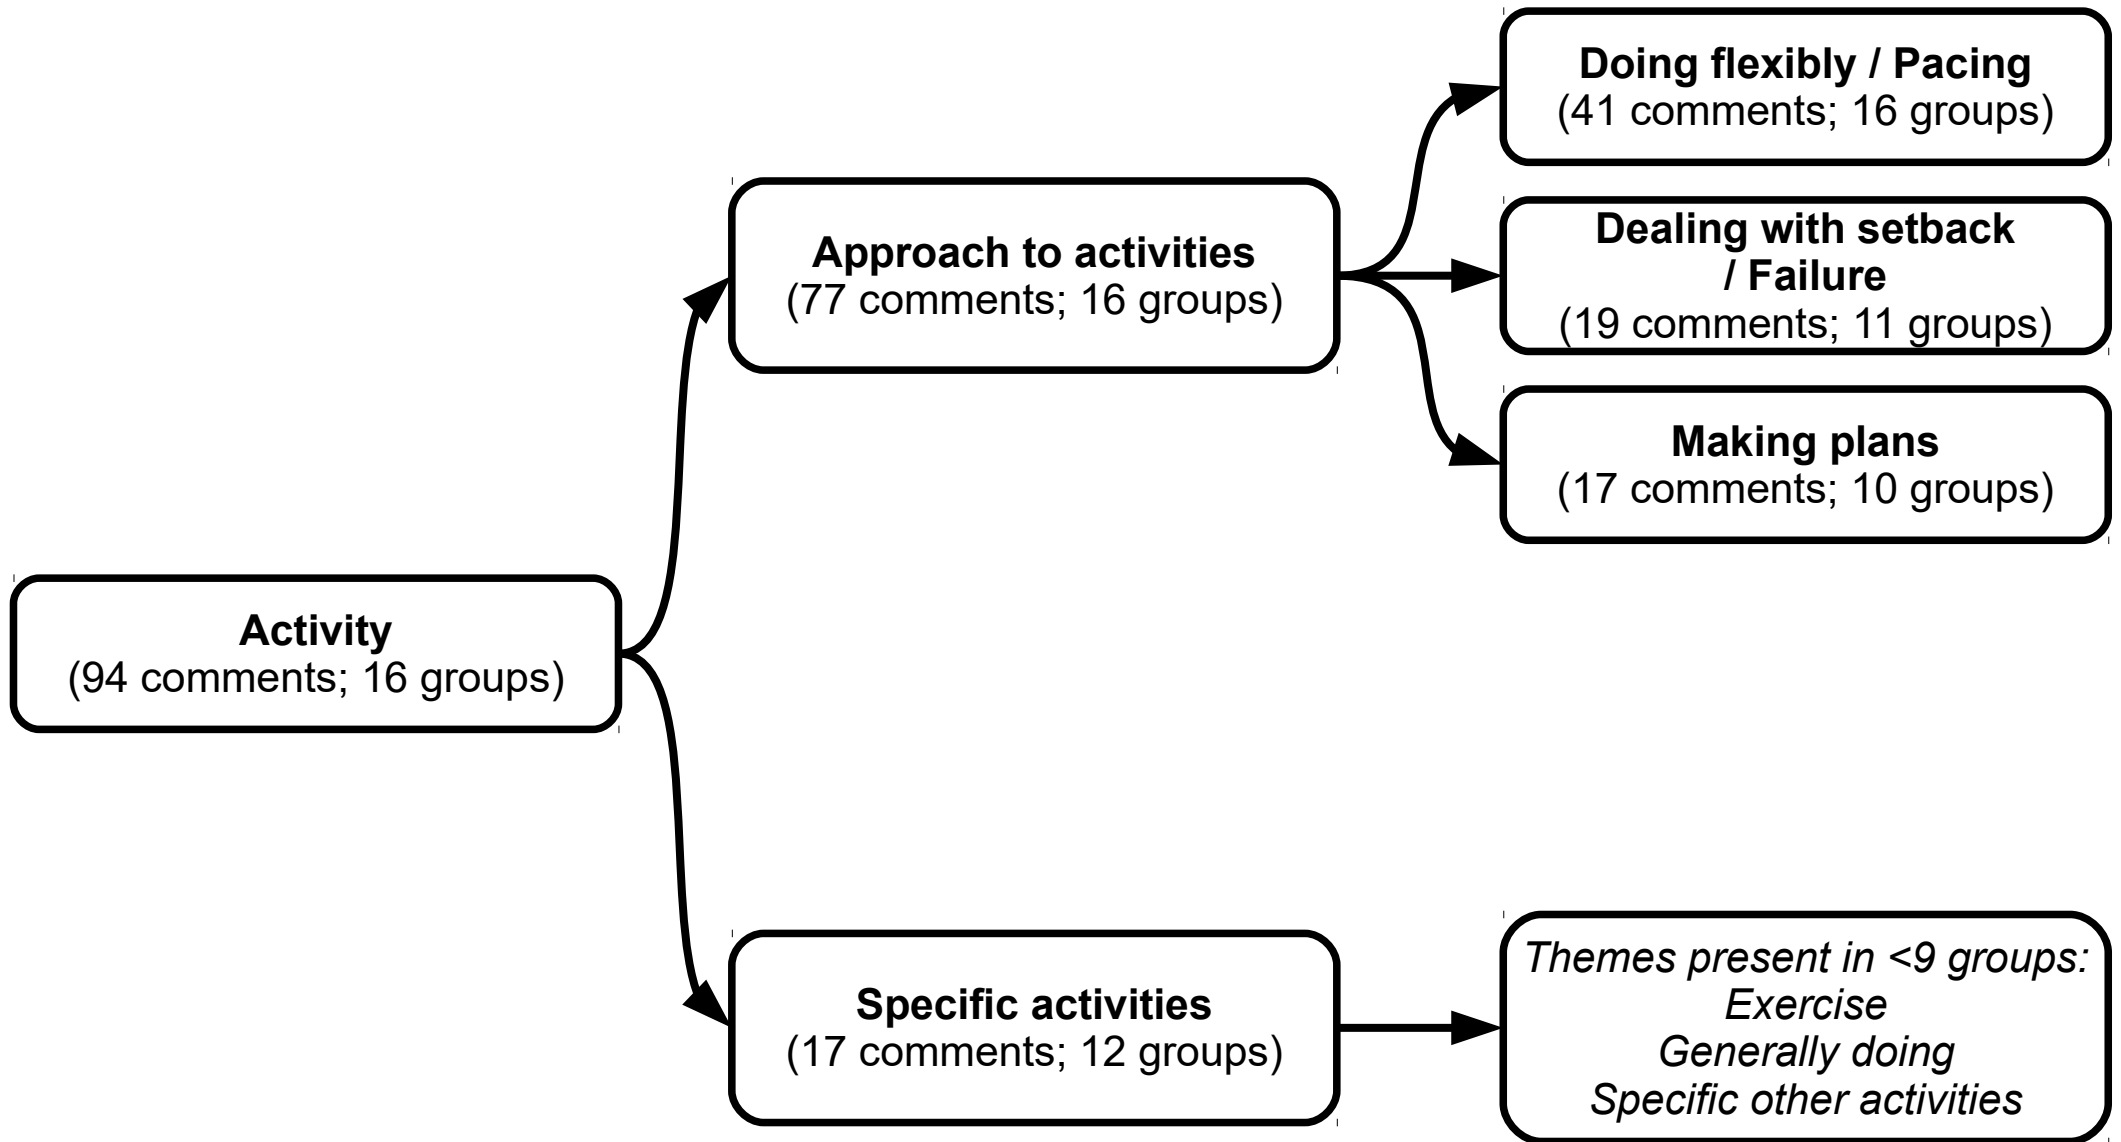 Doing flexibly / Pacing
(41 comments; 16 groups)
Approach to activities
(77 comments; 16 groups)
Dealing with setback
/ Failure
(19 comments; 11 groups)
Making plans
(17 comments; 10 groups)
Activity
(94 comments; 16 groups)
Specific activities
(17 comments; 12 groups)
Themes present in <9 groups:
Exercise
Generally doing
Specific other activities